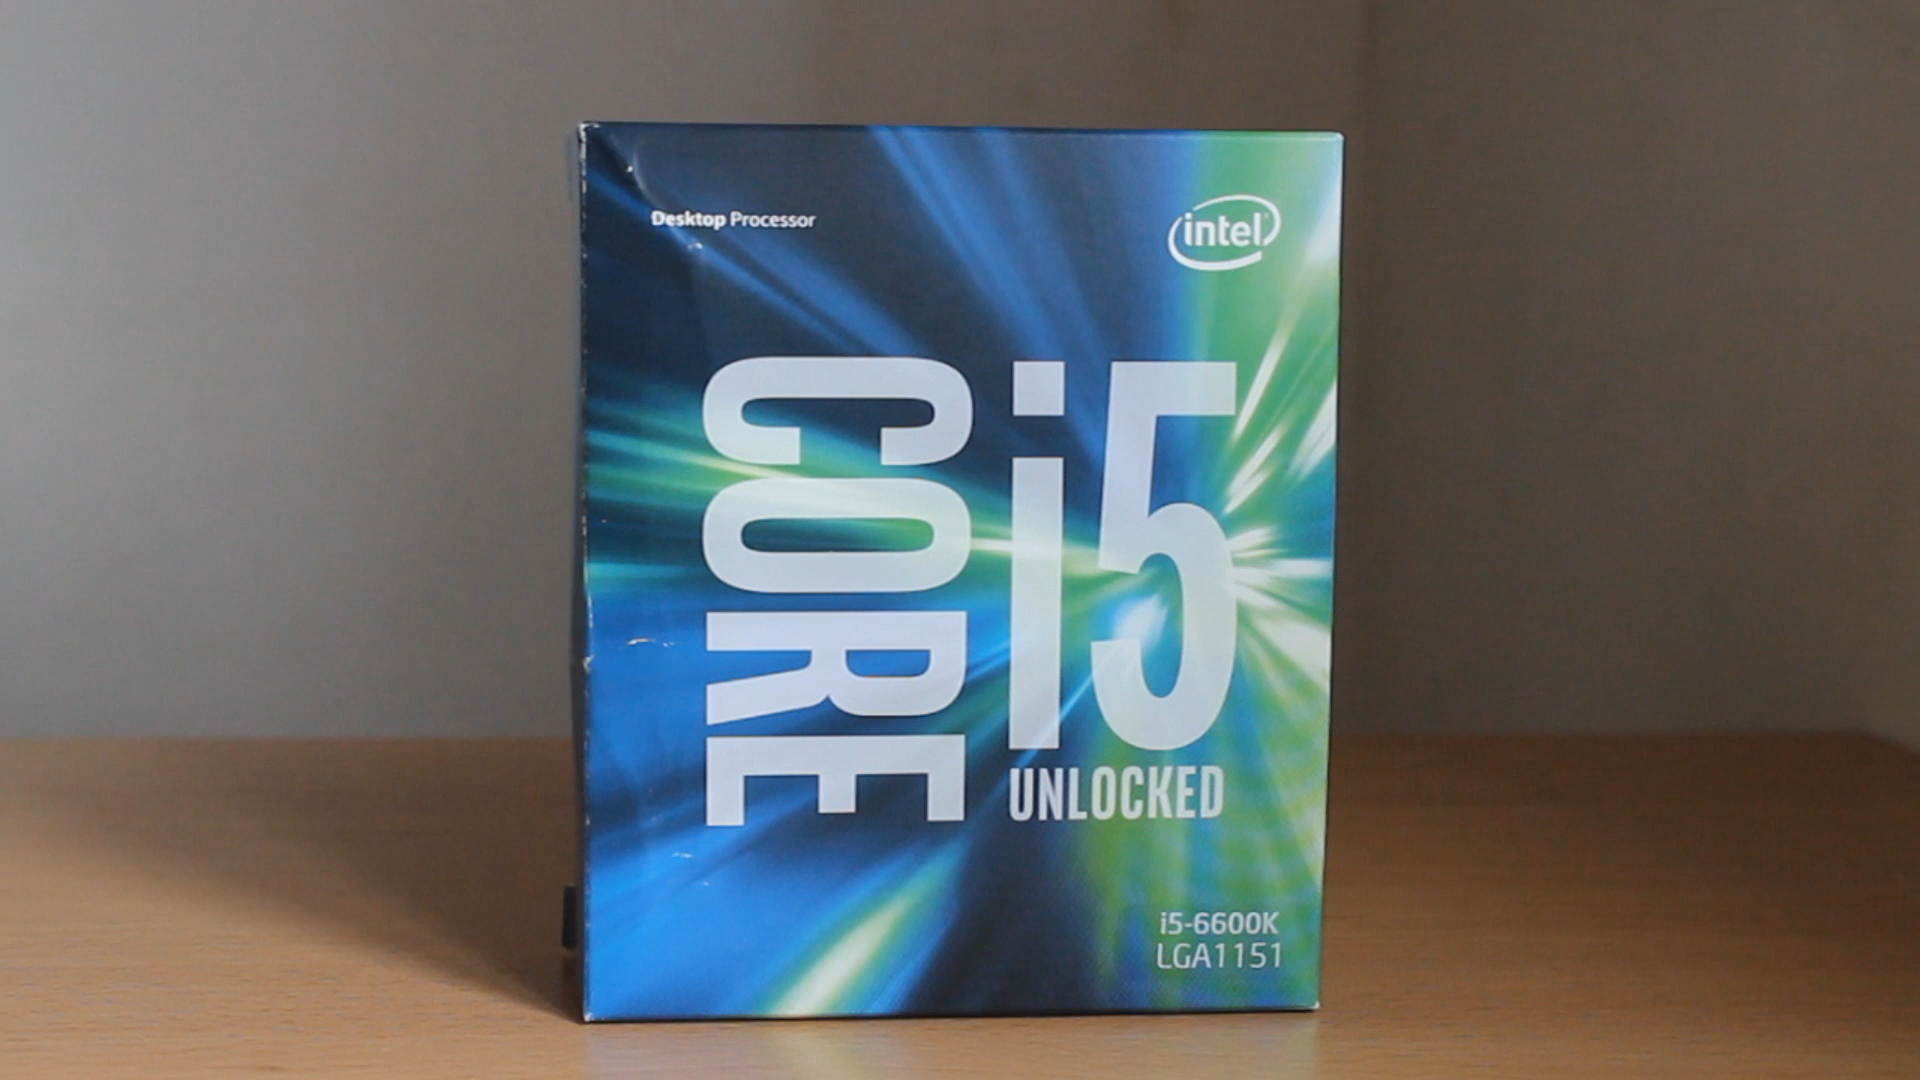 Desktop Processor
intel
CORE
i5
UNLOCKED
i5-6600K
LGA1151